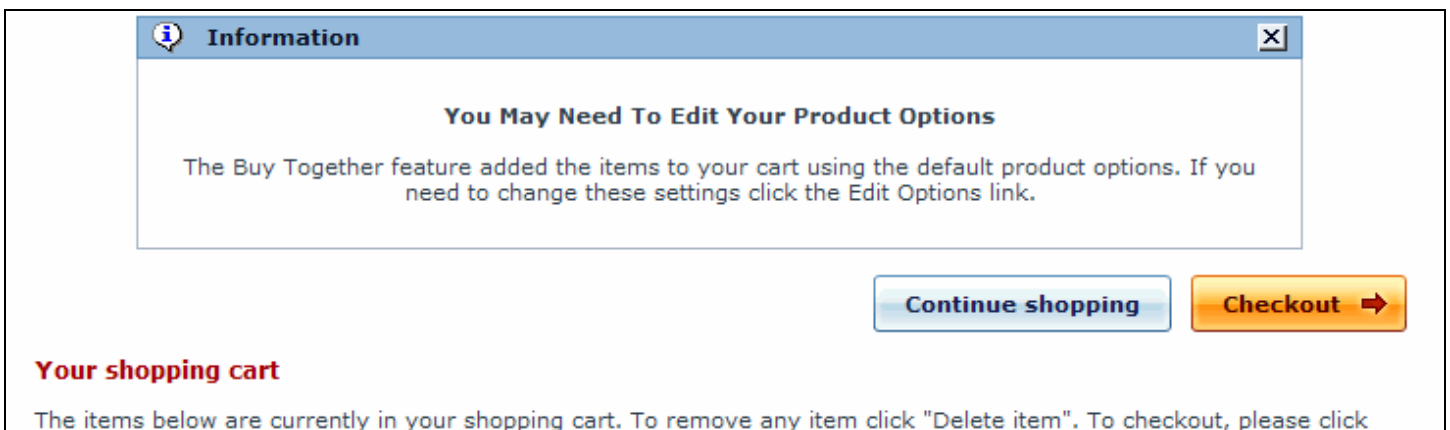 Information
You May Need To Edit Your Product Options
The Buy Together feature added the items to your cart using the default product options. If you
need to change these settings click the Edit Options link.
Continue shopping
Checkout
Your shopping cart
The items below are currently in your shopping cart. To remove any item click "Delete item". To checkout, please click